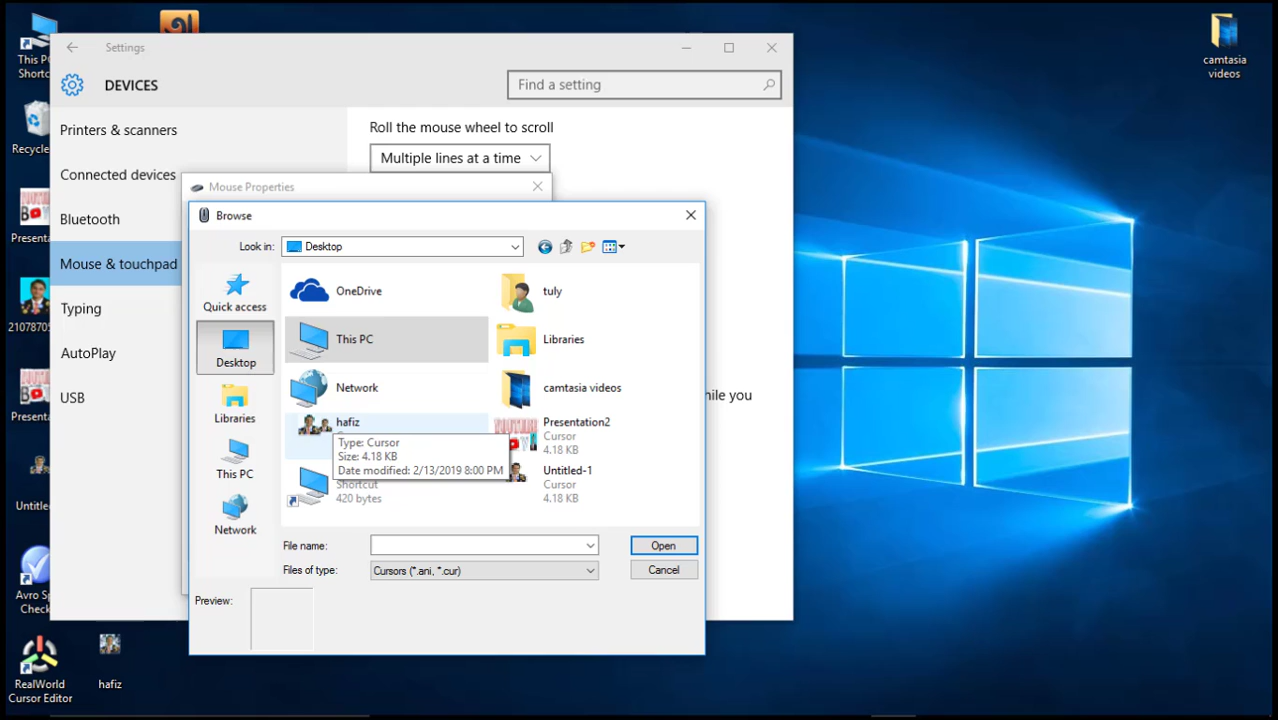 This P
Shortc
Recycle
Presenta
21078705
Presenta
Untitle
Avro Sp
Check
RealWorld
Cursor Editor
hafiz
camtasia
videos
Settings
DEVICES
Find a setting
Printers & scanners
Connected devices
Bluetooth
Mouse & touchpad
Typing
AutoPlay
USB
Roll the mouse wheel to scroll
Multiple lines at a time
hile you
Mouse Properties
Browse
Look in:
Desktop
Quick access
Desktop
Libraries
This PC
Network
OneDrive
tuly
This PC
Libraries
Network
camtasia videos
hafiz
Presentation2
Cursor
4.18 KB
Type: Cursor
Size: 4.18 KB
Date modified: 2/13/2019 8:00 PM
Shortcut
420 bytes
Untitled-1
Cursor
4.18 KB
File name:
Open
Files of type:
Cursors (*.ani, *.cur)
Cancel
Preview: